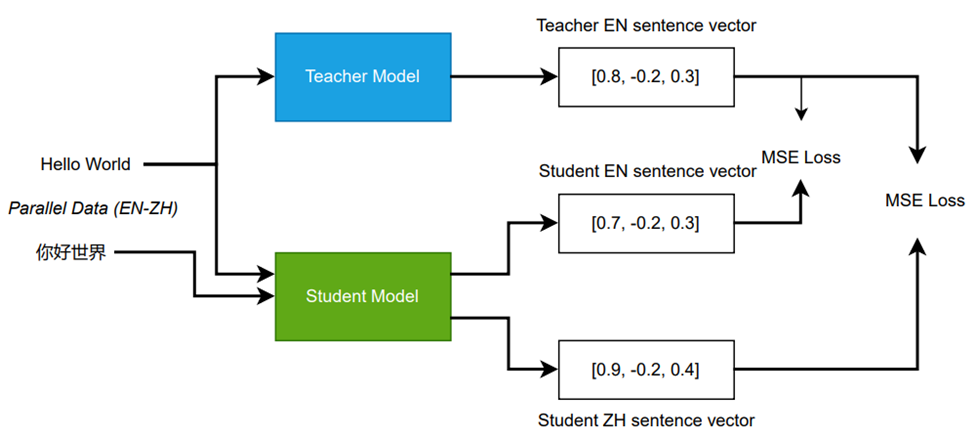 Teacher EN sentence vector
Teacher Model
[0.8, -0.2, 0.3]
Hello World
MSE Loss
Student EN sentence vector
MSE Loss
Parallel Data (EN-ZH)
[0.7, -0.2, 0.3]
你好世界
Student Model
[0.9, -0.2, 0.4]
Student ZH sentence vector